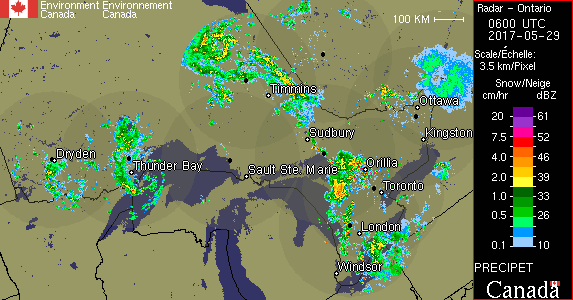 Environment Environnement
Canada Canada
100 KM
Timmins
Ottawa
Sudbury
Kingston
Dryden
Thunder Bay
Sault Ste. Marie
Orillia
Toronto
London
Windsor
Radar - Ontario
0600 UTC
2017-05-29
Scale/Échelle:
3.5 km/Pixel
Snow/Neige
cm/hr dBZ
20 61
7.5 52
4.0 46
2.0 39
1.0 33
0.5 26
0.1 10
PRECIPET
Canada